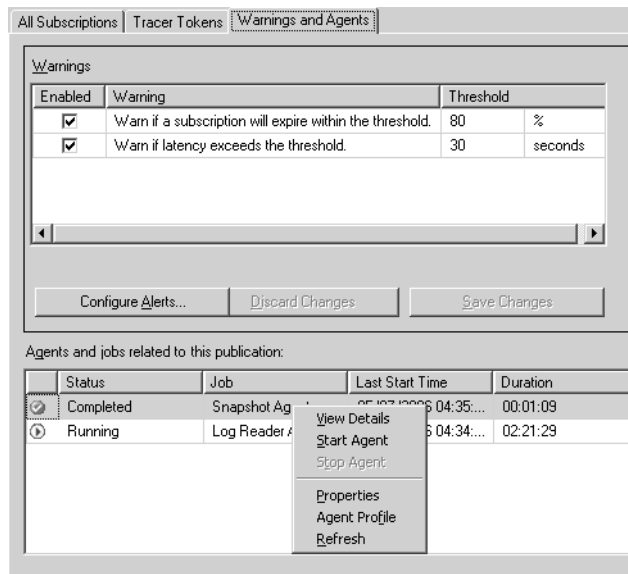 All Subscriptions Tracer Tokens Warnings and Agents
Warnings
Enabled Warning Threshold
Warn if a subscription will expire within the threshold. 80 %
Warn if latency exceeds the threshold. 30 seconds
Configure Alerts... Discard Changes Save Changes
Agents and jobs related to this publication:
Status Job Last Start Time Duration
Completed Snapshot 04:35:... 00:01:09
Running Log Reader 04:34:... 02:21:29
View Details
Start Agent
Stop Agent
Properties
Agent Profile
Refresh